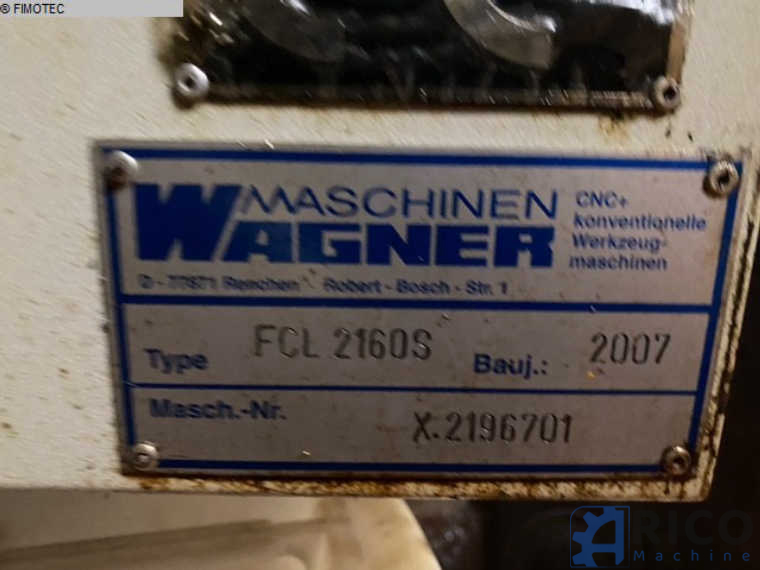 ® FIMOTEC
MASCHINEN
WAGNER
CNC+
konventionelle
Werkzeug-
maschinen
D - 77871 Renchen Robert - Bosch - Str. 1
Type FCL 2160S Bauj.: 2007
Masch.-Nr. X.2196701
ARICO
Machine